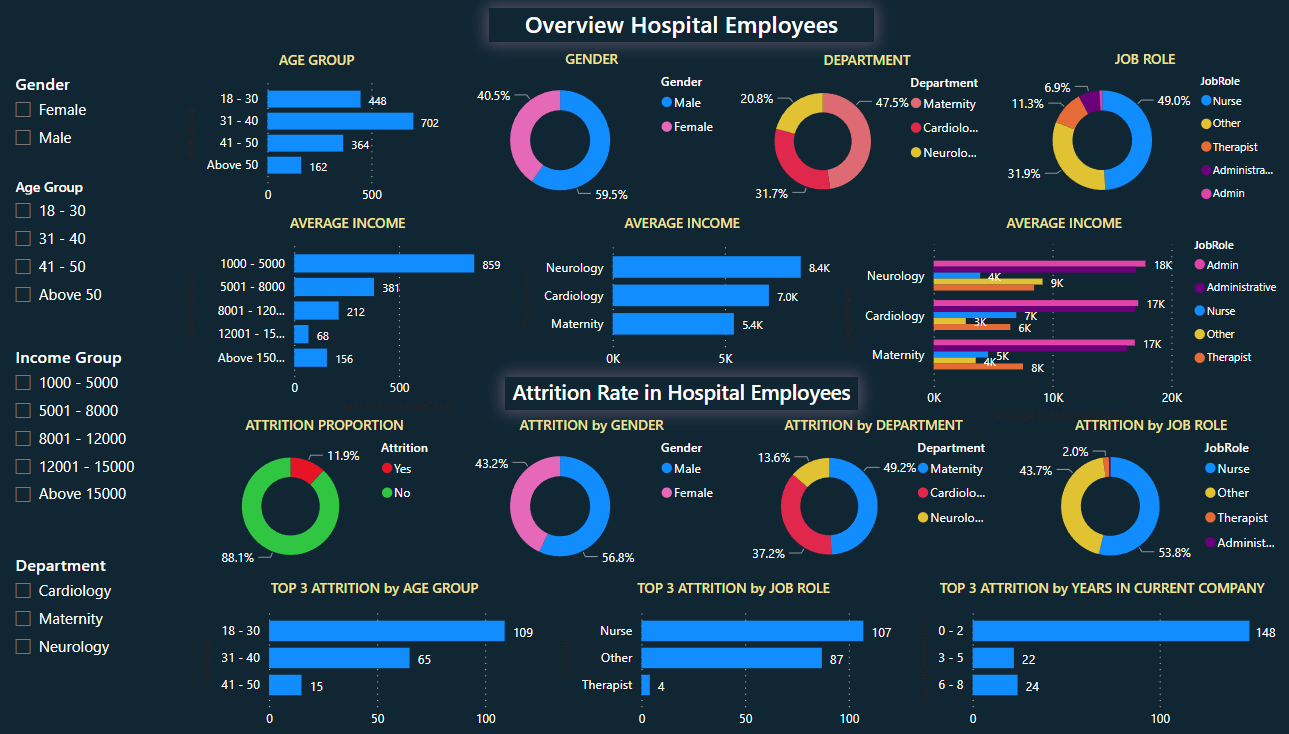 Overview Hospital Employees
Gender
Female
Male
Age Group
18 - 30
31 - 40
41 - 50
Above 50
Income Group
1000 - 5000
5001 - 8000
8001 - 12000
12001 - 15000
Above 15000
Department
Cardiology
Maternity
Neurology
AGE GROUP
18 - 30
448
31 - 40
702
41 - 50
364
Above 50
162
0
500
GENDER
40.5%
59.5%
Gender
Male
Female
DEPARTMENT
20.8%
47.5%
31.7%
Department
Maternity
Cardiolo...
Neurolo...
JOB ROLE
6.9%
11.3%
49.0%
31.9%
JobRole
Nurse
Other
Therapist
Administra...
Admin
AVERAGE INCOME
1000 - 5000
859
5001 - 8000
381
8001 - 120...
212
12001 - 15...
68
Above 150...
156
0
500
AVERAGE INCOME
Neurology
8.4K
Cardiology
7.0K
Maternity
5.4K
0K
5K
AVERAGE INCOME
Neurology
18K
4K
9K
Cardiology
17K
7K
3K
6K
Maternity
17K
5K
4K
8K
0K
10K
20K
JobRole
Admin
Administrative
Nurse
Other
Therapist
Attrition Rate in Hospital Employees
ATTRITION PROPORTION
11.9%
88.1%
Attrition
Yes
No
ATTRITION by GENDER
43.2%
56.8%
Gender
Male
Female
ATTRITION by DEPARTMENT
13.6%
49.2%
37.2%
Department
Maternity
Cardiolo...
Neurolo...
ATTRITION by JOB ROLE
2.0%
43.7%
53.8%
JobRole
Nurse
Other
Therapist
Administ...
TOP 3 ATTRITION by AGE GROUP
18 - 30
109
31 - 40
65
41 - 50
15
0
50
100
TOP 3 ATTRITION by JOB ROLE
Nurse
107
Other
87
Therapist
4
0
50
100
TOP 3 ATTRITION by YEARS IN CURRENT COMPANY
0 - 2
148
3 - 5
22
6 - 8
24
0
100